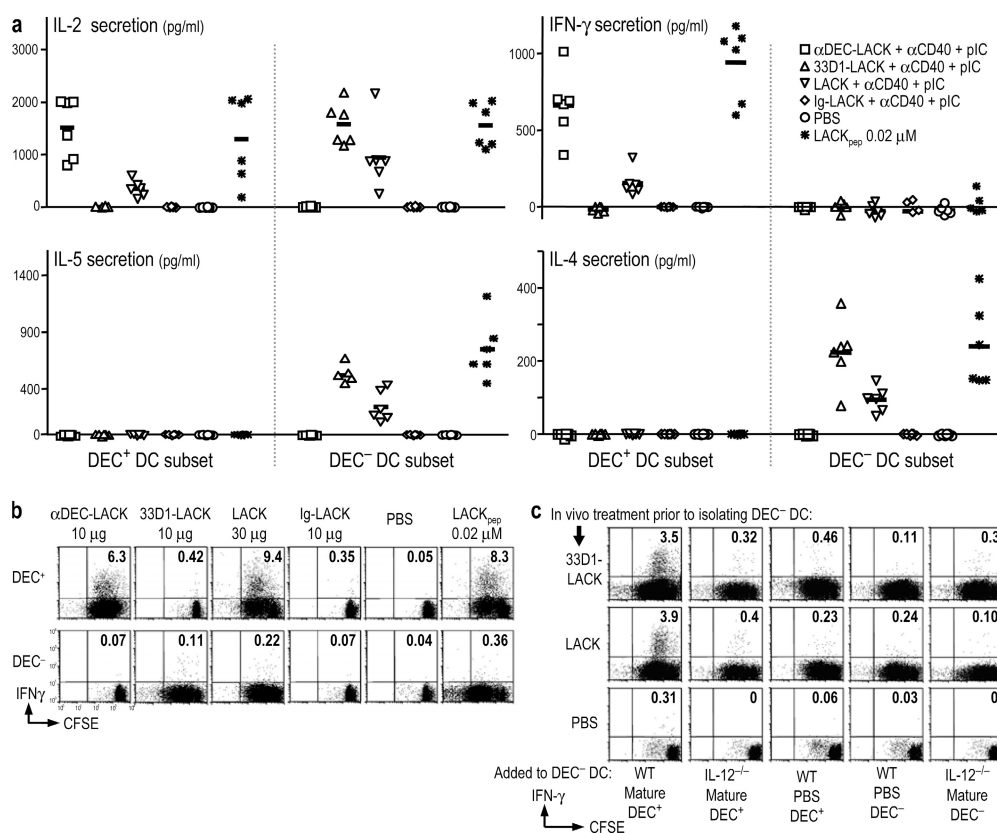 a
IL-2 secretion (pg/ml)
3000
2000
1000
0
IFN-γ secretion (pg/ml)
1000
500
0
αDEC-LACK + αCD40 + pIC
33D1-LACK + αCD40 + pIC
LACK + αCD40 + pIC
Ig-LACK + αCD40 + pIC
PBS
LACKpep 0.02 μM
IL-5 secretion (pg/ml)
1400
900
400
0
DEC+ DC subset
DEC– DC subset
IL-4 secretion (pg/ml)
400
200
0
DEC+ DC subset
DEC– DC subset
b
αDEC-LACK 33D1-LACK LACK Ig-LACK PBS LACKpep
10 μg 10 μg 30 μg 10 μg 0.02 μM
DEC+
6.3 0.42 9.4 0.35 0.05 8.3
DEC–
0.07 0.11 0.22 0.07 0.04 0.36
IFNγ
CFSE
c In vivo treatment prior to isolating DEC– DC:
33D1-
LACK
3.5 0.32 0.46 0.11 0.3
LACK
3.9 0.4 0.23 0.24 0.10
PBS
0.31 0 0.06 0.03 0
Added to DEC– DC:
WT IL-12–/– WT WT IL-12–/–
Mature Mature PBS PBS Mature
DEC+ DEC+ DEC+ DEC– DEC–
IFN-γ
CFSE